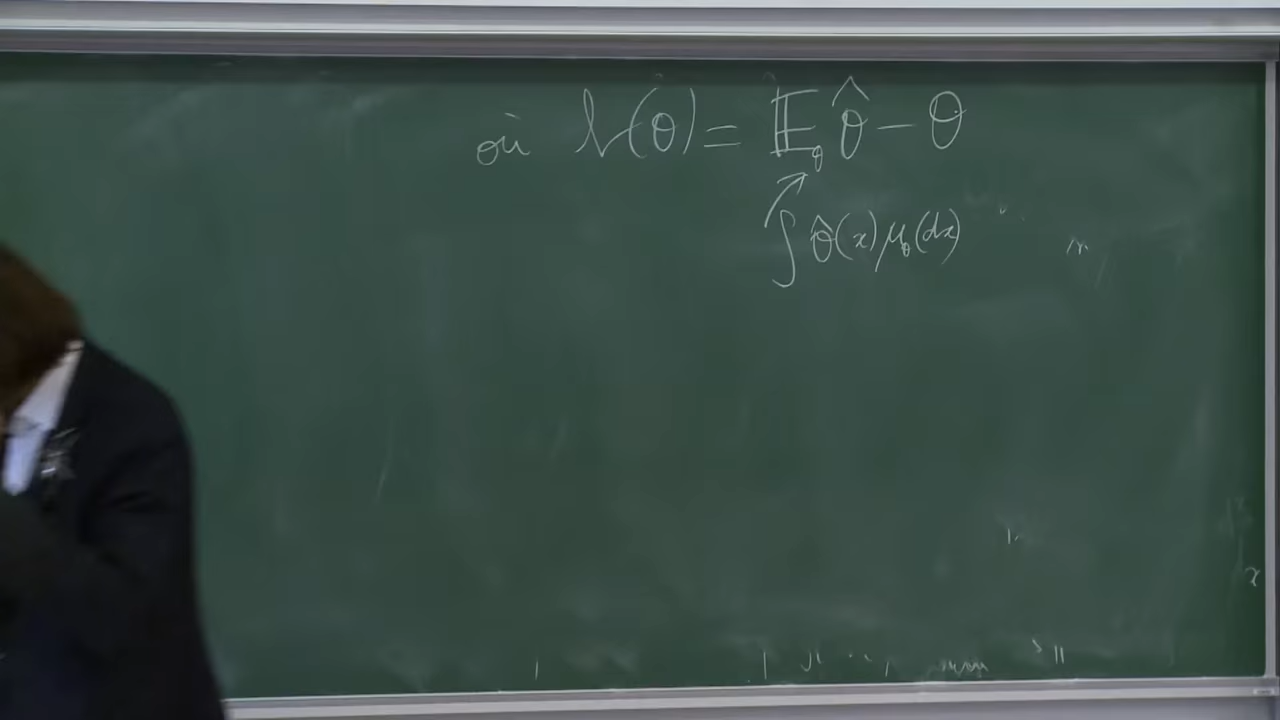 où b(θ) = 𝔼_θ θ̂ − θ
∫ θ̂(x) μ_θ(dx)